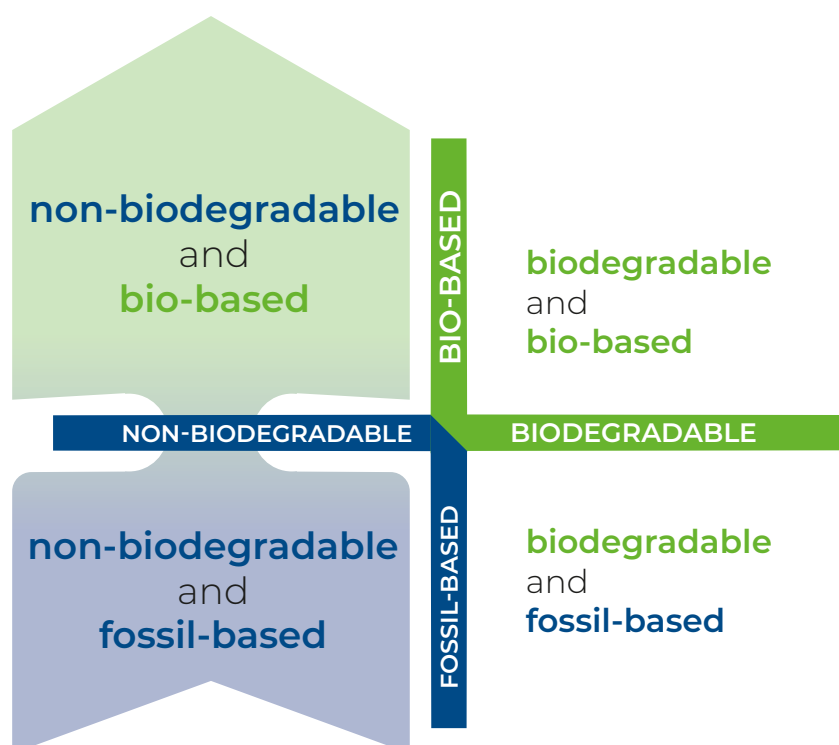 non-biodegradable
and
bio-based
BIO-BASED
biodegradable
and
bio-based
NON-BIODEGRADABLE
BIODEGRADABLE
non-biodegradable
and
fossil-based
FOSSIL-BASED
biodegradable
and
fossil-based